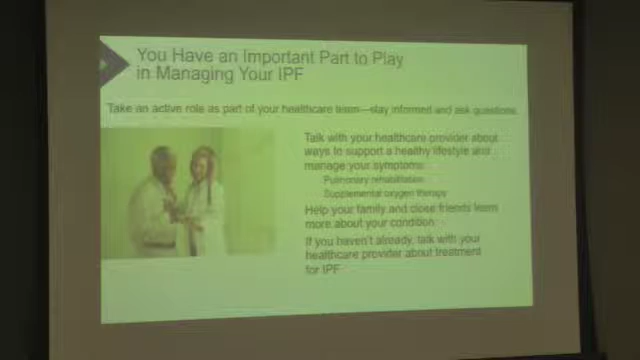 You Have an Important Part to Play
in Managing Your IPF
Take an active role as part of your healthcare team—stay informed and ask questions.
Talk with your healthcare provider about
ways to support a healthy lifestyle and
manage your symptoms:
Pulmonary rehabilitation
Supplemental oxygen therapy
Help your family and close friends learn
more about your condition
If you haven't already, talk with your
healthcare provider about treatment
for IPF